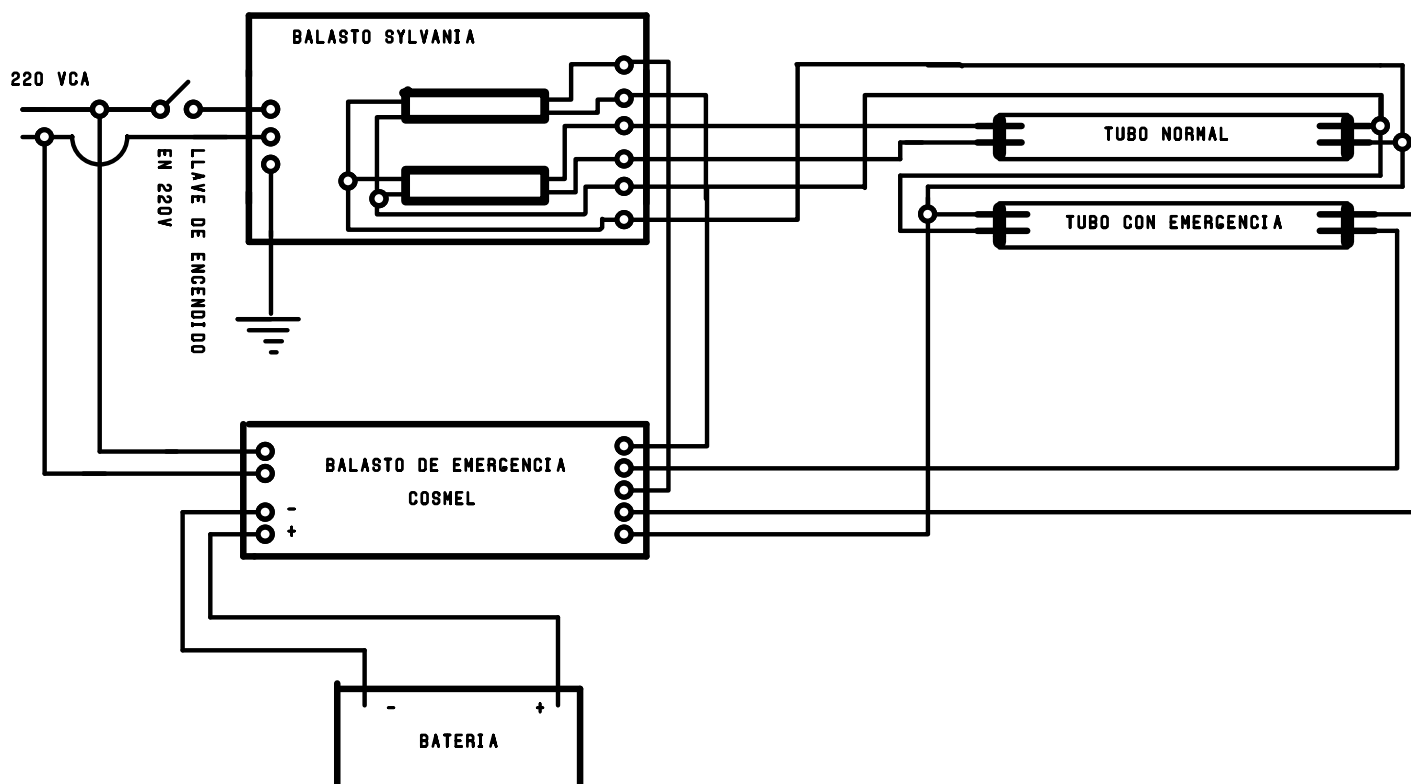 BALASTO SYLVANIA
220 VCA
TUBO NORMAL
LLAVE DE ENCENDIDO
EN 220V
TUBO CON EMERGENCIA
BALASTO DE EMERGENCIA
COSMEL
-
+
- +
BATERIA